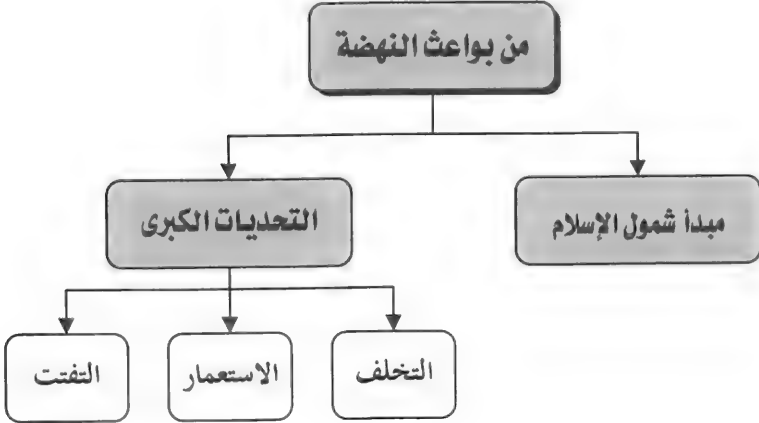 من بواعث النهضة
مبدأ شمول الإسلام
التحديات الكبرى
التخلف
الاستعمار
التفتت